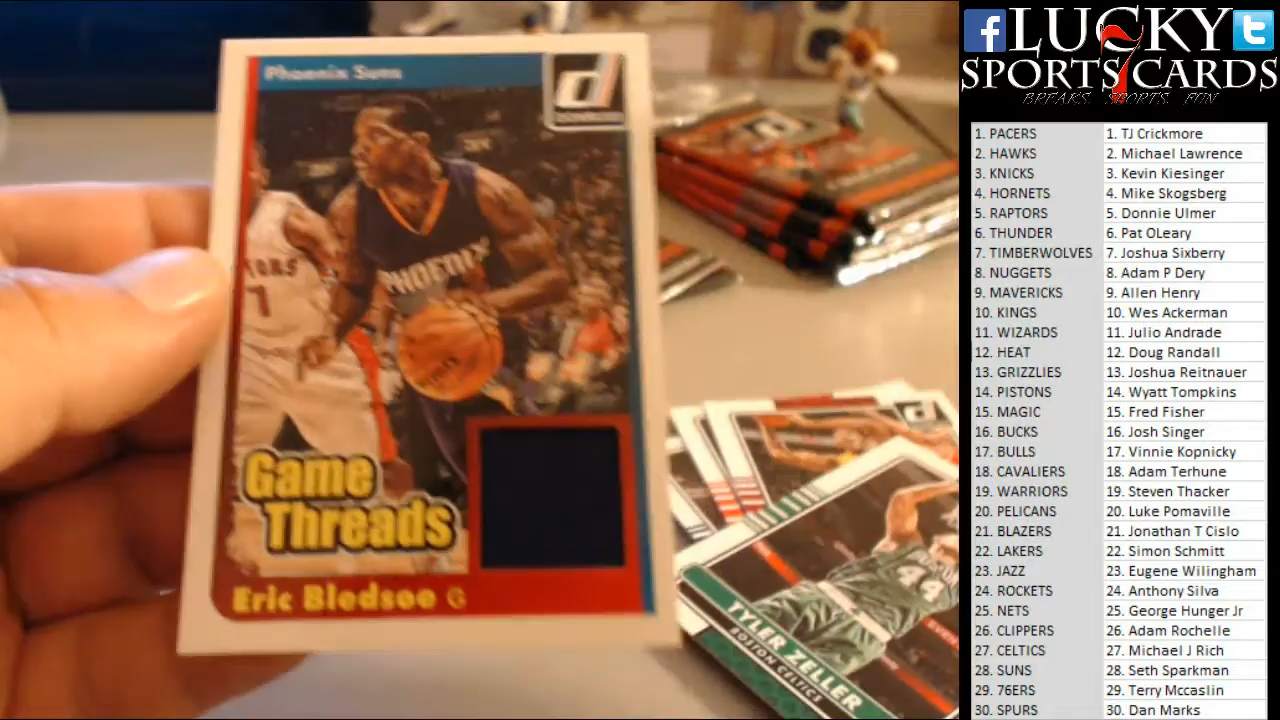 Phoenix Suns
d
PHOENIX
7
Game
Threads
Eric Bledsoe G
44
TYLER ZELLER
BOSTON CELTICS
f LUCKY
7
SPORTS CARDS
BREAKS SPORTS FUN
1. PACERS 1. TJ Crickmore
2. HAWKS 2. Michael Lawrence
3. KNICKS 3. Kevin Kiesinger
4. HORNETS 4. Mike Skogsberg
5. RAPTORS 5. Donnie Ulmer
6. THUNDER 6. Pat OLeary
7. TIMBERWOLVES 7. Joshua Sixberry
8. NUGGETS 8. Adam P Dery
9. MAVERICKS 9. Allen Henry
10. KINGS 10. Wes Ackerman
11. WIZARDS 11. Julio Andrade
12. HEAT 12. Doug Randall
13. GRIZZLIES 13. Joshua Reitnauer
14. PISTONS 14. Wyatt Tompkins
15. MAGIC 15. Fred Fisher
16. BUCKS 16. Josh Singer
17. BULLS 17. Vinnie Kopnicky
18. CAVALIERS 18. Adam Terhune
19. WARRIORS 19. Steven Thacker
20. PELICANS 20. Luke Pomaville
21. BLAZERS 21. Jonathan T Cislo
22. LAKERS 22. Simon Schmitt
23. JAZZ 23. Eugene Wilingham
24. ROCKETS 24. Anthony Silva
25. NETS 25. George Hunger Jr
26. CLIPPERS 26. Adam Rochelle
27. CELTICS 27. Michael J Rich
28. SUNS 28. Seth Sparkman
29. 76ERS 29. Terry Mccaslin
30. SPURS 30. Dan Marks